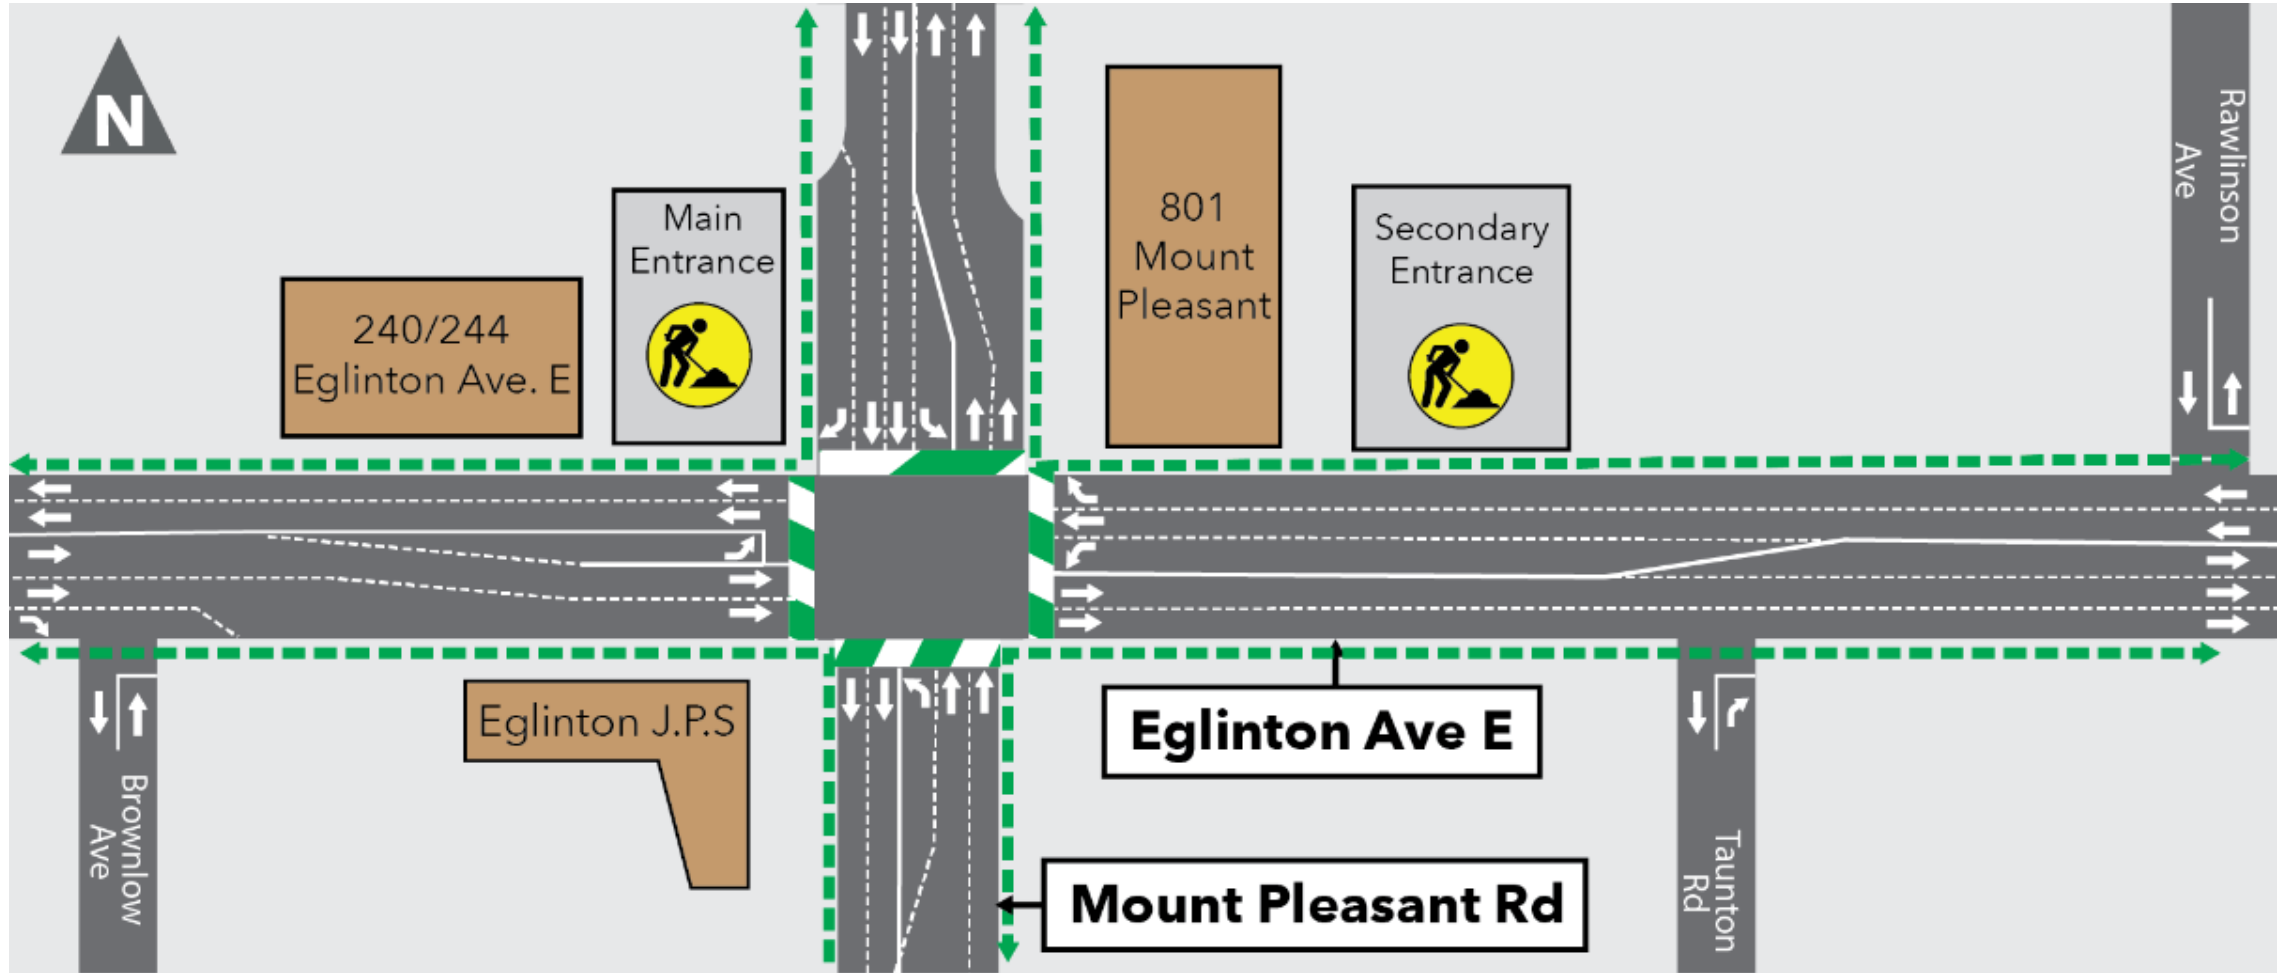 N
Main
Entrance
240/244
Eglinton Ave. E
801
Mount
Pleasant
Secondary
Entrance
Rawlinson
Ave
Eglinton J.P.S
Eglinton Ave E
Mount Pleasant Rd
Brownlow
Ave
Taunton
Rd